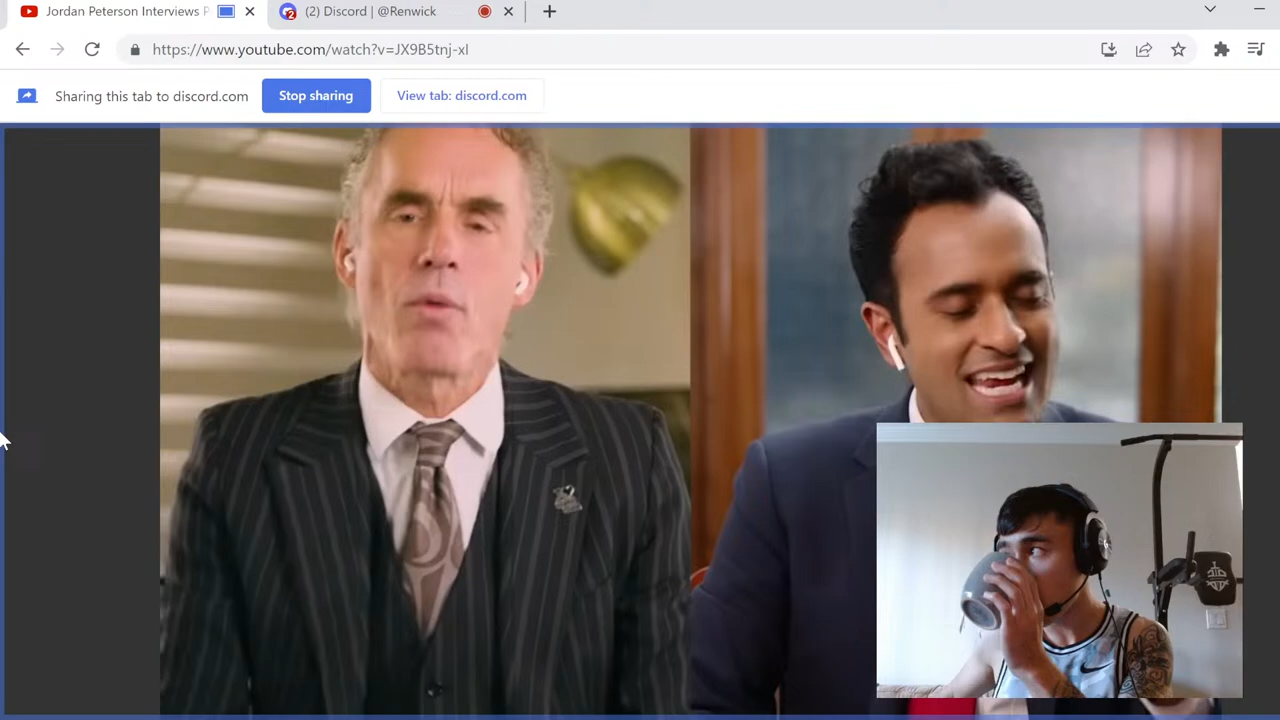 Jordan Peterson Interviews P
(2) Discord | @Renwick
https://www.youtube.com/watch?v=JX9B5tnj-xI
Sharing this tab to discord.com
Stop sharing
View tab: discord.com